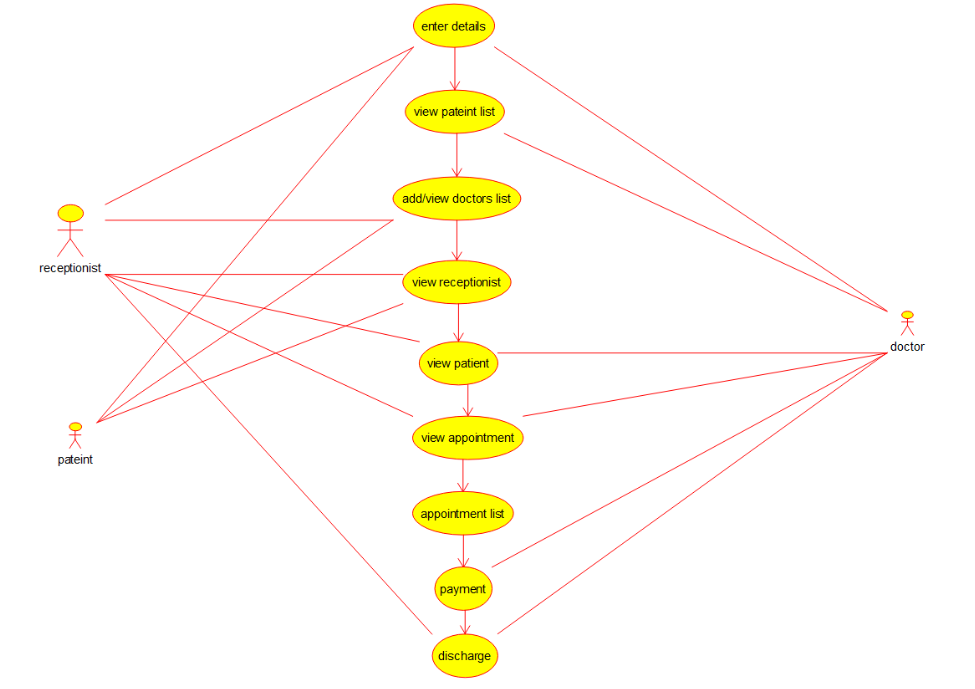 enter details
view pateint list
add/view doctors list
receptionist
view receptionist
doctor
view patient
view appointment
pateint
appointment list
payment
discharge